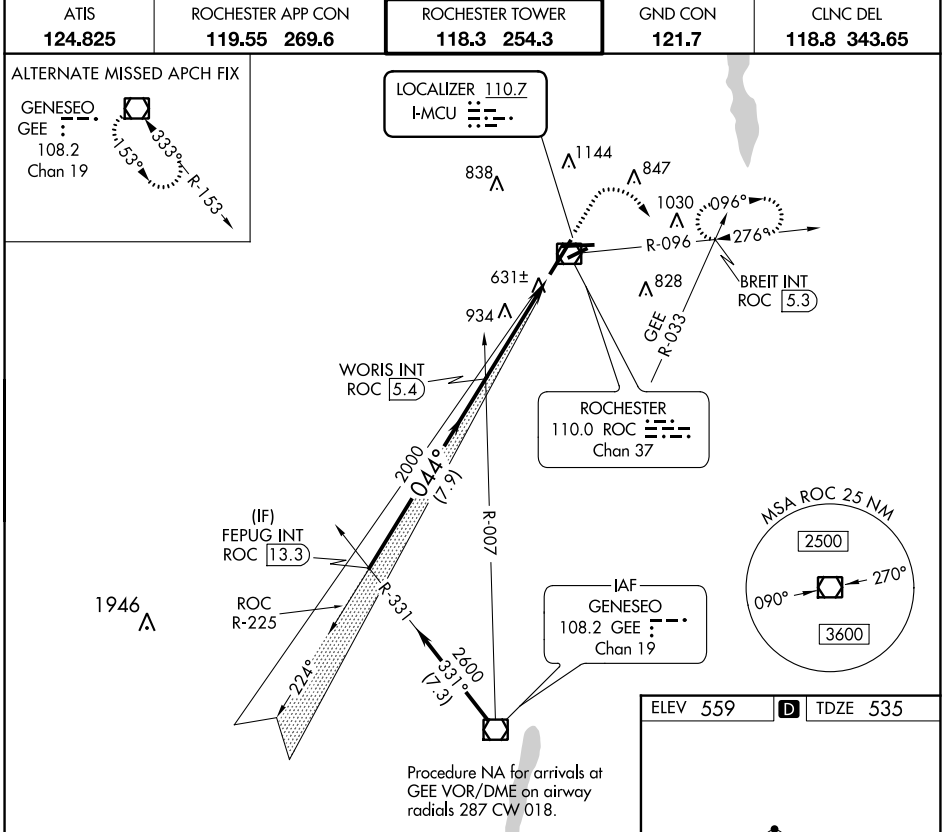 ATIS
124.825
ROCHESTER APP CON
119.55 269.6
ROCHESTER TOWER
118.3 254.3
GND CON
121.7
CLNC DEL
118.8 343.65
ALTERNATE MISSED APCH FIX
GENESEO
GEE
108.2
Chan 19
153°
333°
R-153
LOCALIZER 110.7
I-MCU
838
1144
847
1030
096°
R-096
276°
BREIT INT
ROC 5.3
828
GEE
R-033
631±
934
WORIS INT
ROC 5.4
ROCHESTER
110.0 ROC
Chan 37
2000
044°
(7.9)
R-007
(IF)
FEPUG INT
ROC 13.3
R-331
ROC
R-225
224°
1946
2600
331°
(7.3)
IAF
GENESEO
108.2 GEE
Chan 19
MSA ROC 25 NM
2500
090°
270°
3600
Procedure NA for arrivals at
GEE VOR/DME on airway
radials 287 CW 018.
ELEV 559
D
TDZE 535